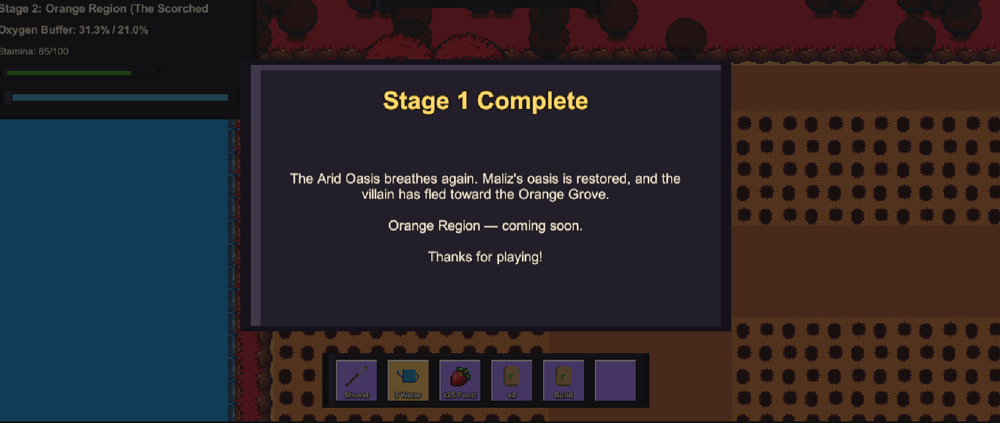 Stage 2: Orange Region (The Scorched
Oxygen Buffer: 31.3% / 21.0%
Stamina: 85/100
Stage 1 Complete
The Arid Oasis breathes again. Maliz's oasis is restored, and the
villain has fled toward the Orange Grove.
Orange Region — coming soon.
Thanks for playing!
Shovel
3 Water
x25 Food
x0
Build